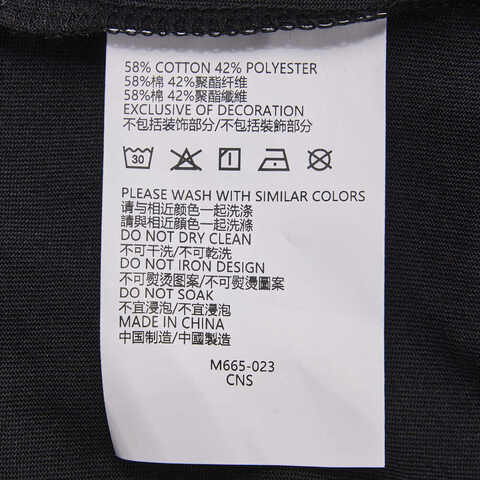 58% COTTON 42% POLYESTER
58%棉 42%聚酯纤维
58%棉 42%聚酯纖維
EXCLUSIVE OF DECORATION
不包括装饰部分/不包括裝飾部分
30
PLEASE WASH WITH SIMILAR COLORS
请与相近颜色一起洗涤
請與相近顏色一起洗滌
DO NOT DRY CLEAN
不可干洗/不可乾洗
DO NOT IRON DESIGN
不可熨烫图案/不可熨燙圖案
DO NOT SOAK
不宜浸泡/不宜浸泡
MADE IN CHINA
中国制造/中國製造
M665-023
CNS